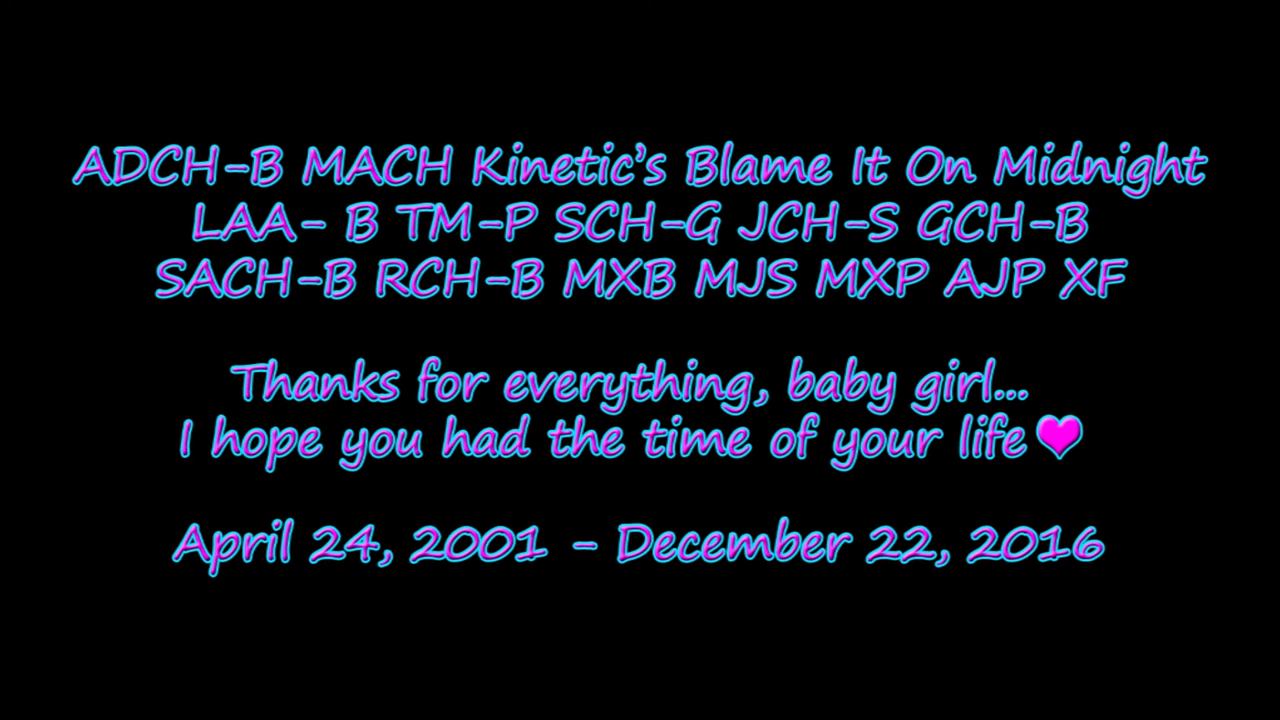 ADCH-B MACH Kinetic's Blame It On Midnight
LAA- B TM-P SCH-G JCH-S GCH-B
SACH-B RCH-B MXB MJS MXP AJP XF
Thanks for everything, baby girl...
I hope you had the time of your life♥
April 24, 2001 - December 22, 2016